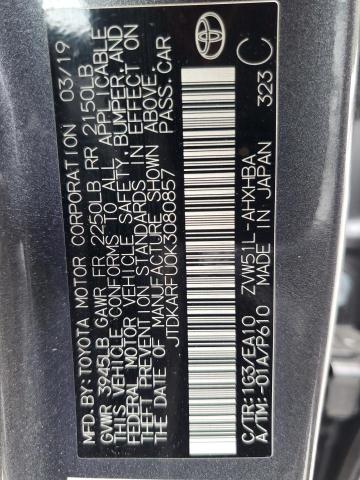 MFD.BY:TOYOTA MOTOR CORPORATION 03/19
GVWR 3945LB GAWR FR 2250LB RR 2150LB
THIS VEHICLE CONFORMS TO ALL APPLICABLE
FEDERAL MOTOR VEHICLE SAFETY, BUMPER, AND
THEFT PREVENTION STANDARDS IN EFFECT ON
THE DATE OF MANUFACTURE SHOWN ABOVE.
JTDKARFU0K3080857 PASS.CAR
C/TR:1G3/EA10 ZVW51L-AHXHBA
A/TM:-01A/P610 MADE IN JAPAN 323
C
TOYOTA